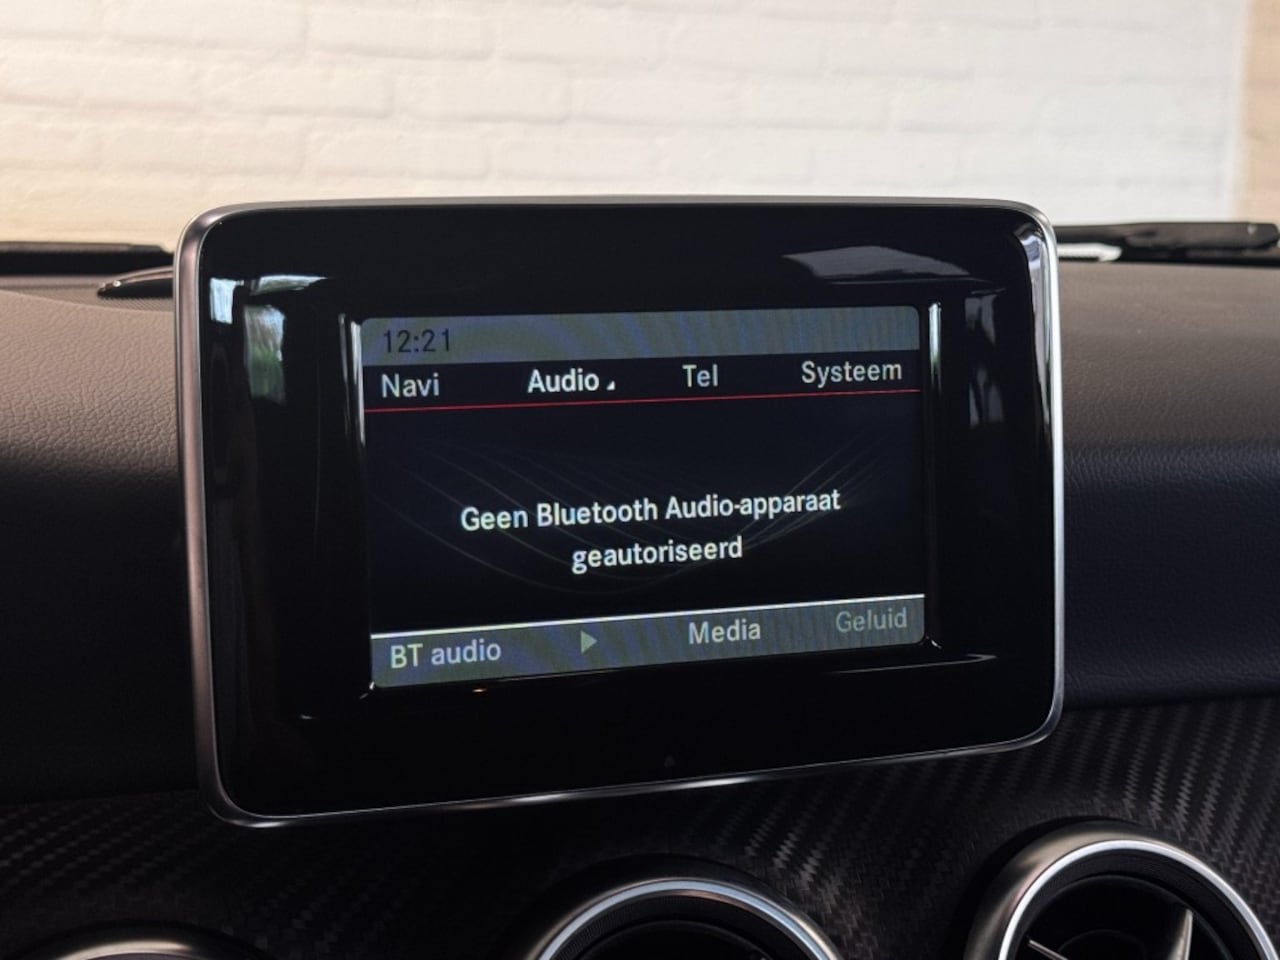 12:21
Navi Audio Tel Systeem
Geen Bluetooth Audio-apparaat
geautoriseerd
BT audio Media Geluid